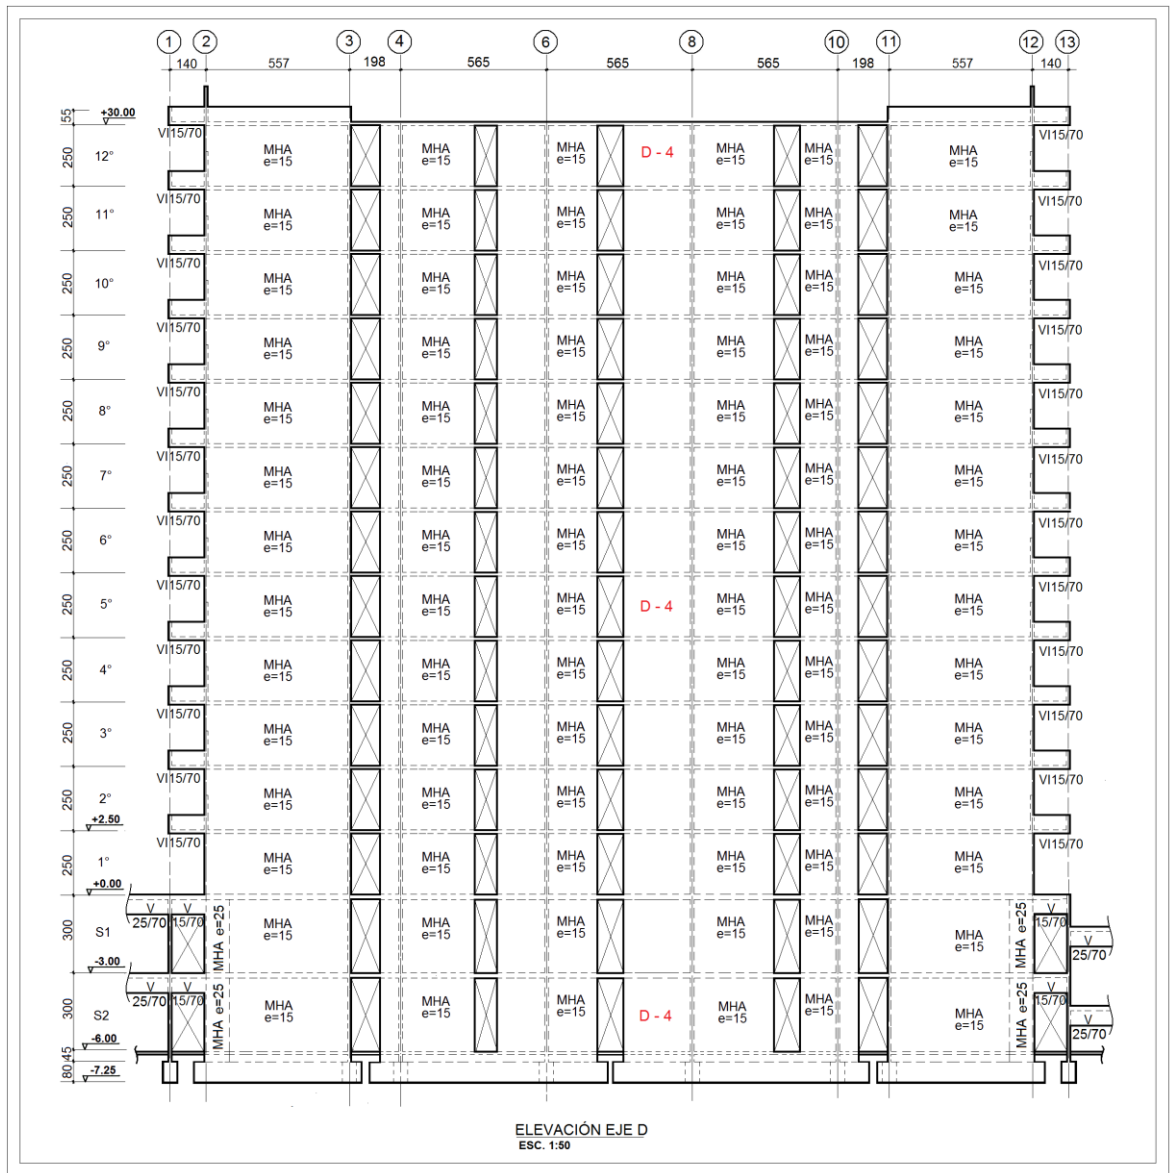 1 2 3 4 6 8 10 11 12 13
140 557 198 565 565 565 198 557 140
55 +30.00
VI15/70 VI15/70
250 12° MHA MHA MHA D - 4 MHA MHA MHA
e=15 e=15 e=15 e=15 e=15 e=15
VI15/70 VI15/70
250 11° MHA MHA MHA MHA MHA MHA
e=15 e=15 e=15 e=15 e=15 e=15
VI15/70 VI15/70
250 10° MHA MHA MHA MHA MHA MHA
e=15 e=15 e=15 e=15 e=15 e=15
VI15/70 VI15/70
250 9° MHA MHA MHA MHA MHA MHA
e=15 e=15 e=15 e=15 e=15 e=15
VI15/70 VI15/70
250 8° MHA MHA MHA MHA MHA MHA
e=15 e=15 e=15 e=15 e=15 e=15
VI15/70 VI15/70
250 7° MHA MHA MHA MHA MHA MHA
e=15 e=15 e=15 e=15 e=15 e=15
VI15/70 VI15/70
250 6° MHA MHA MHA MHA MHA MHA
e=15 e=15 e=15 e=15 e=15 e=15
VI15/70 VI15/70
250 5° MHA MHA MHA D - 4 MHA MHA MHA
e=15 e=15 e=15 e=15 e=15 e=15
VI15/70 VI15/70
250 4° MHA MHA MHA MHA MHA MHA
e=15 e=15 e=15 e=15 e=15 e=15
VI15/70 VI15/70
250 3° MHA MHA MHA MHA MHA MHA
e=15 e=15 e=15 e=15 e=15 e=15
VI15/70 VI15/70
250 2° MHA MHA MHA MHA MHA MHA
e=15 e=15 e=15 e=15 e=15 e=15
+2.50
VI15/70 VI15/70
250 1° MHA MHA MHA MHA MHA MHA
e=15 e=15 e=15 e=15 e=15 e=15
+0.00
V V V
25/70 15/70 15/70
300 S1 MHA e=25 MHA MHA MHA MHA MHA MHA MHA e=25 V
e=15 e=15 e=15 e=15 e=15 e=15 25/70
-3.00
V V V
25/70 15/70 15/70
300 S2 MHA e=25 MHA MHA MHA D - 4 MHA MHA MHA MHA e=25 V
e=15 e=15 e=15 e=15 e=15 e=15 25/70
-6.00
45
80 -7.25
ELEVACIÓN EJE D
ESC. 1:50